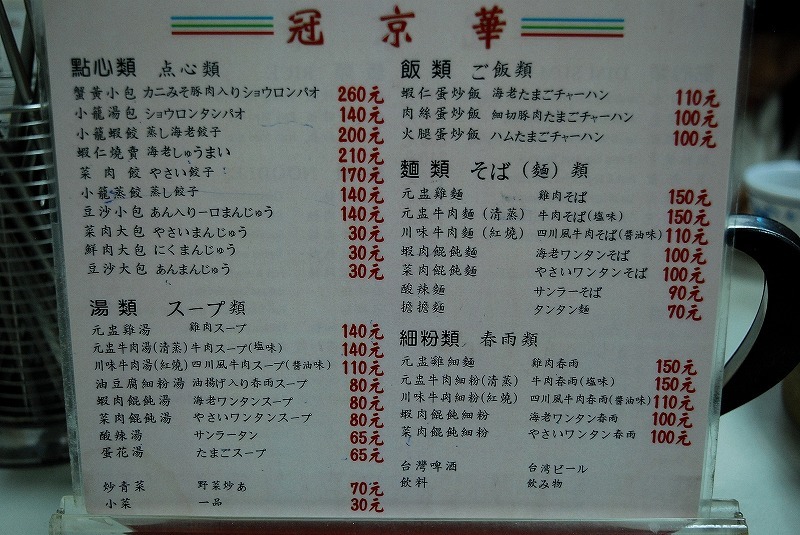 冠京華
點心類 点心類
蟹黃小包 カニみそ豚肉入りショウロンパオ 260元
小籠湯包 ショウロンタンパオ 140元
小籠蝦餃 蒸し海老餃子 200元
蝦仁燒賣 海老しゅうまい 210元
菜肉餃 やさい餃子 170元
小籠蒸餃 蒸し餃子 140元
豆沙小包 あん入り一口まんじゅう 140元
菜肉大包 やさいまんじゅう 30元
鮮肉大包 にくまんじゅう 30元
豆沙大包 あんまんじゅう 30元
湯類 スープ類
元盅雞湯 雞肉スープ 140元
元盅牛肉湯(清蒸) 牛肉スープ(塩味) 140元
川味牛肉湯(紅燒) 四川風牛肉スープ(醬油味) 110元
油豆腐細粉湯 油揚げ入り春雨スープ 80元
蝦肉餛飩湯 海老ワンタンスープ 80元
菜肉餛飩湯 やさいワンタンスープ 80元
酸辣湯 サンラータン 65元
蛋花湯 たまごスープ 65元
炒青菜 野菜炒あ 70元
小菜 一品 30元
飯類 ご飯類
蝦仁蛋炒飯 海老たまごチャーハン 110元
肉絲蛋炒飯 細切豚肉たまごチャーハン 100元
火腿蛋炒飯 ハムたまごチャーハン 100元
麵類 そば(麵)類
元盅雞麵 雞肉そば 150元
元盅牛肉麵(清蒸) 牛肉そば(塩味) 150元
川味牛肉麵(紅燒) 四川風牛肉そば(醬油味) 110元
蝦肉餛飩麵 海老ワンタンそば 100元
菜肉餛飩麵 やさいワンタンそば 100元
酸辣麵 サンラーそば 90元
擔擔麵 タンタン麵 70元
細粉類 春雨類
元盅雞細麵 雞肉春雨 150元
元盅牛肉細粉(清蒸) 牛肉春雨(塩味) 150元
川味牛肉細粉(紅燒) 四川風牛肉春雨(醬油味) 110元
蝦肉餛飩細粉 海老ワンタン春雨 100元
菜肉餛飩細粉 やさいワンタン春雨 100元
台灣啤酒 台湾ビール
飲料 飲み物